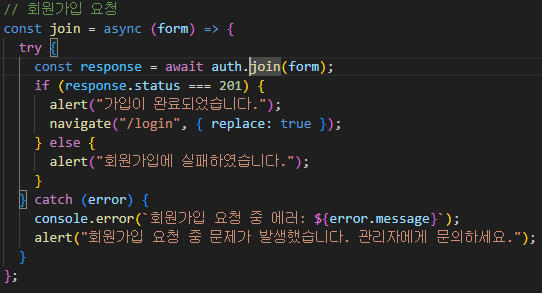 // 회원가입 요청
const join = async (form) => {
  try {
    const response = await auth.join(form);
    if (response.status === 201) {
      alert("가입이 완료되었습니다.");
      navigate("/login", { replace: true });
    } else {
      alert("회원가입에 실패하였습니다.");
    }
  } catch (error) {
    console.error(`회원가입 요청 중 에러: ${error.message}`);
    alert("회원가입 요청 중 문제가 발생했습니다. 관리자에게 문의하세요.");
  }
};